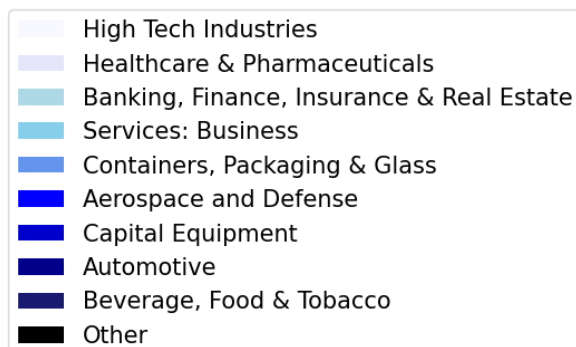 High Tech Industries
Healthcare & Pharmaceuticals
Banking, Finance, Insurance & Real Estate
Services: Business
Containers, Packaging & Glass
Aerospace and Defense
Capital Equipment
Automotive
Beverage, Food & Tobacco
Other